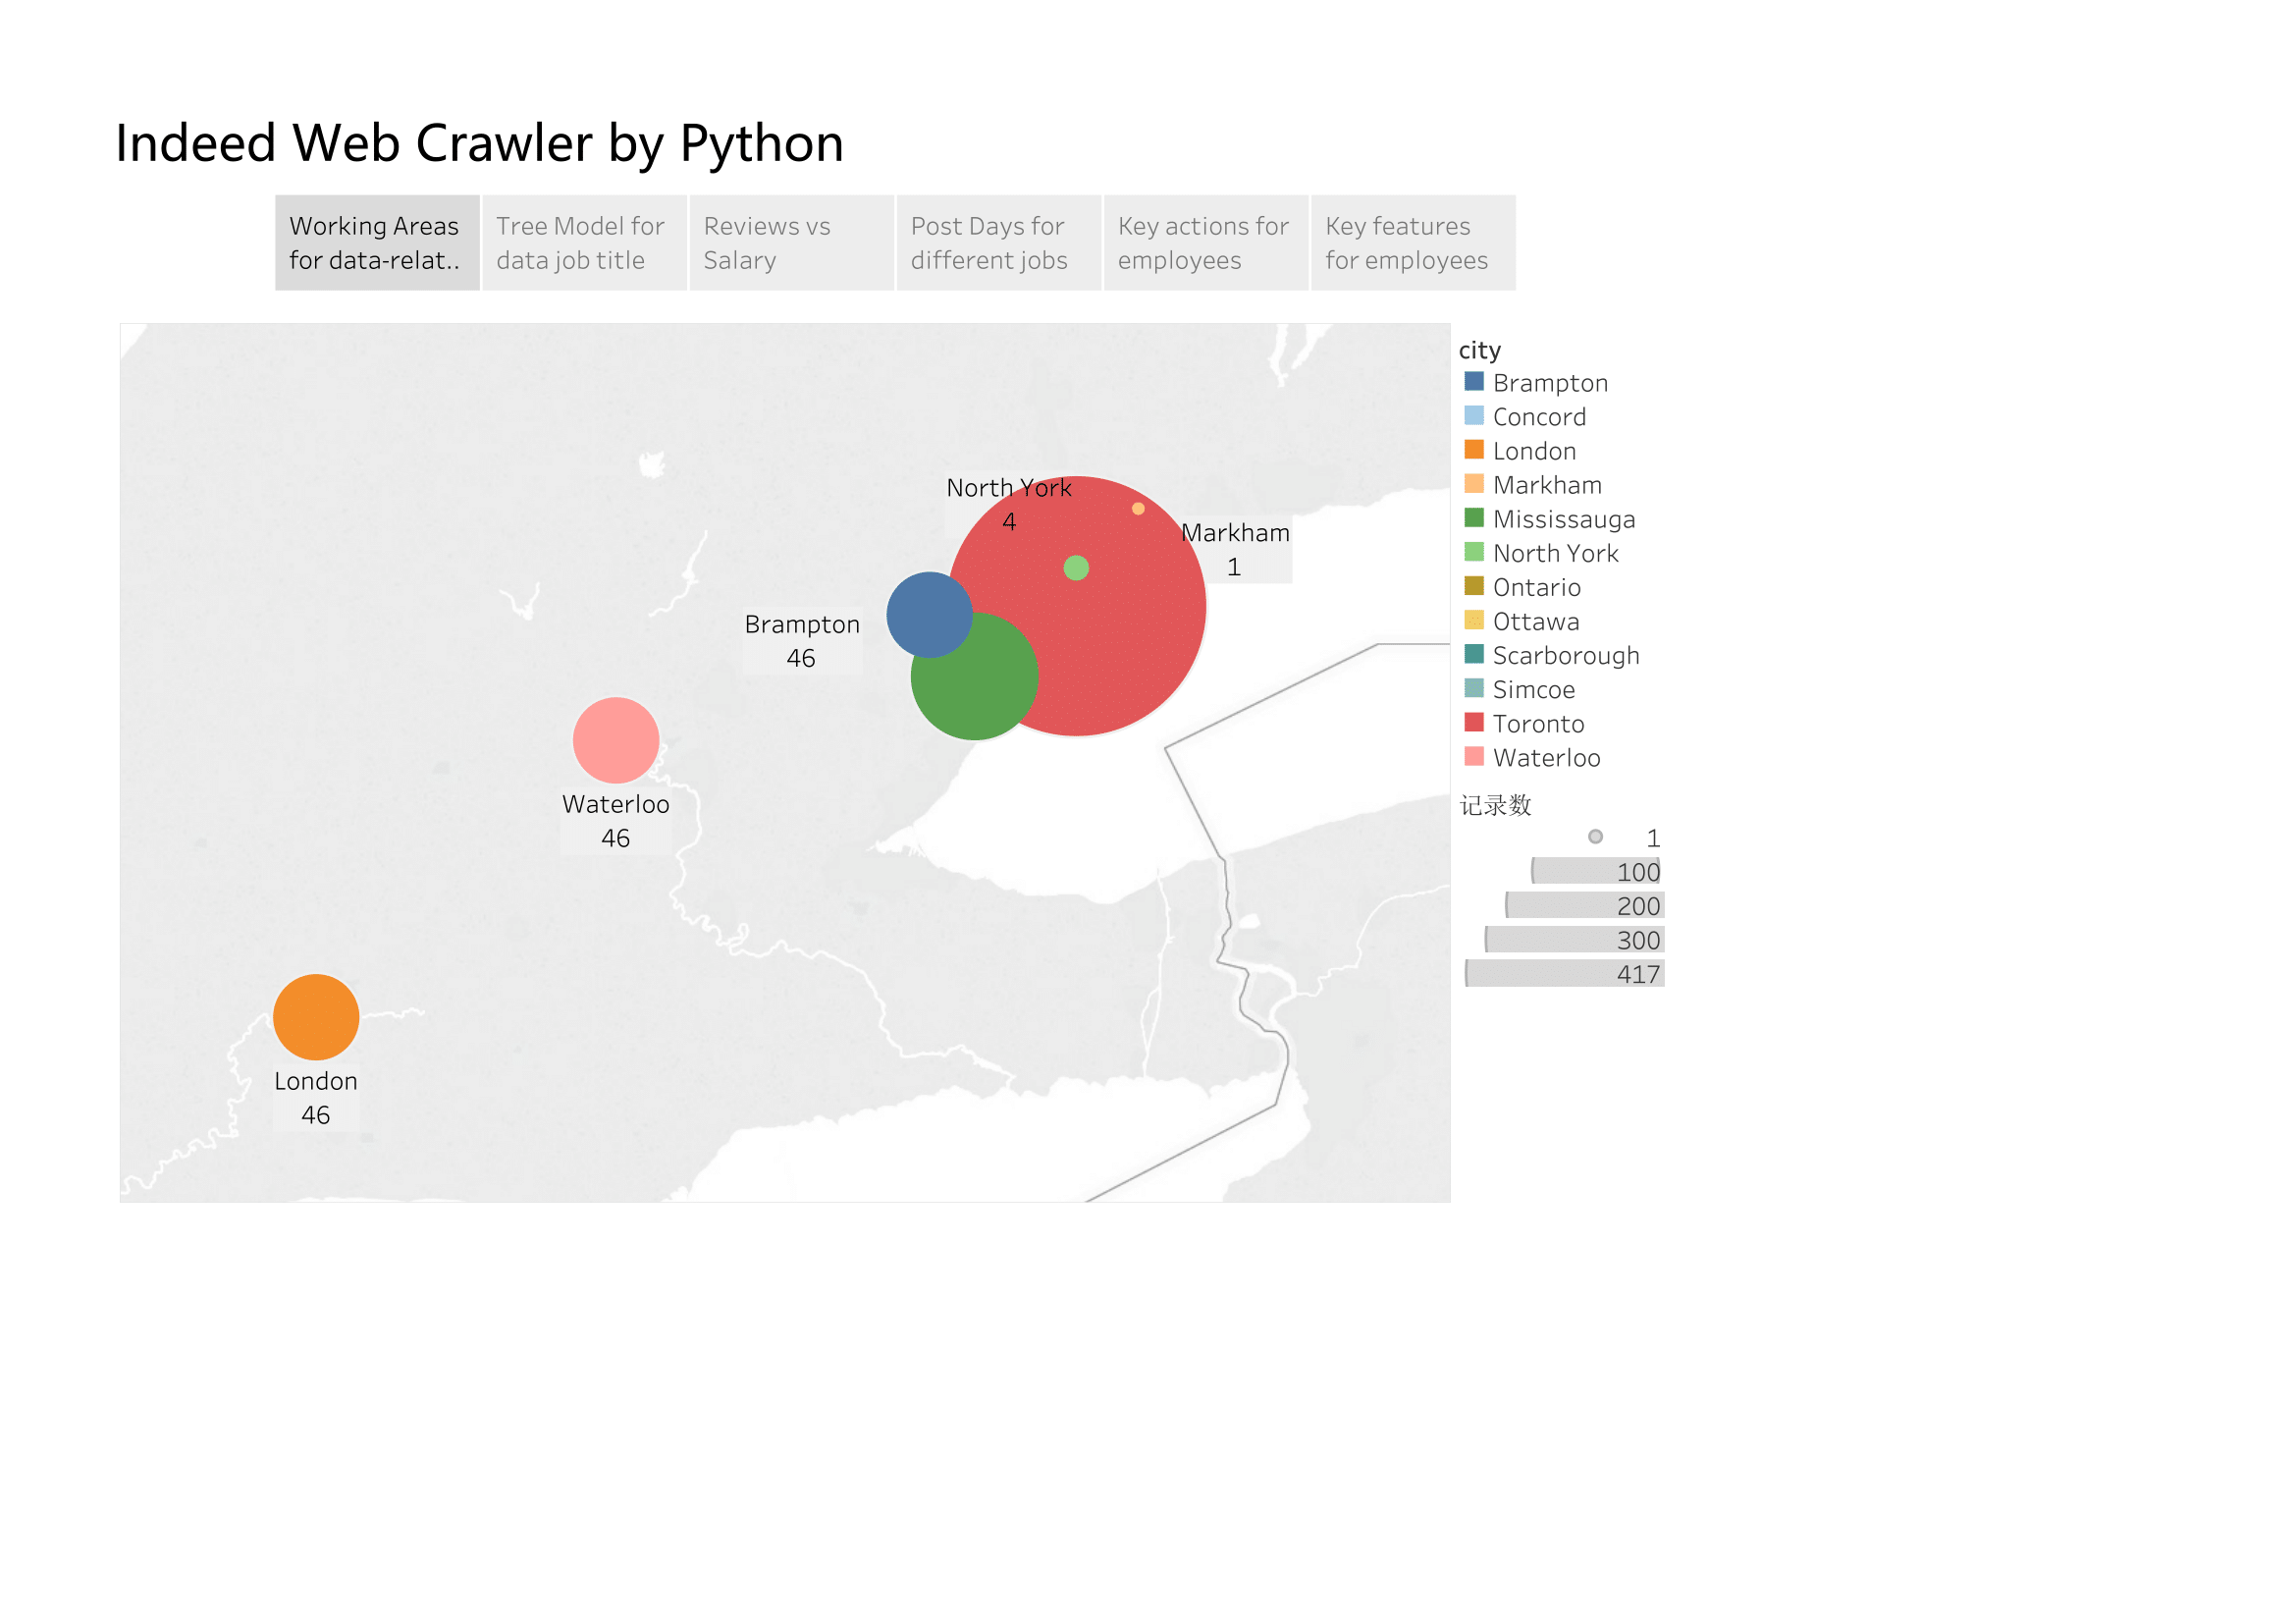 Indeed Web Crawler by Python
Working Areas
for data-relat..
Tree Model for
data job title
Reviews vs
Salary
Post Days for
different jobs
Key actions for
employees
Key features
for employees
North York
4
Markham
1
Brampton
46
Waterloo
46
London
46
city
Brampton
Concord
London
Markham
Mississauga
North York
Ontario
Ottawa
Scarborough
Simcoe
Toronto
Waterloo
记录数
1
100
200
300
417